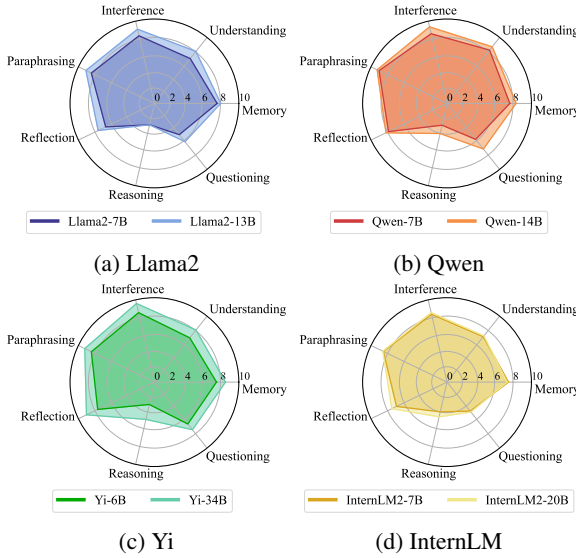 Interference
Understanding
Paraphrasing
0 2 4 6 8 10
Memory
Reflection
Reasoning
Questioning
Llama2-7B Llama2-13B
(a) Llama2
Interference
Understanding
Paraphrasing
0 2 4 6 8 10
Memory
Reflection
Reasoning
Questioning
Qwen-7B Qwen-14B
(b) Qwen
Interference
Understanding
Paraphrasing
0 2 4 6 8 10
Memory
Reflection
Reasoning
Questioning
Yi-6B Yi-34B
(c) Yi
Interference
Understanding
Paraphrasing
0 2 4 6 8 10
Memory
Reflection
Reasoning
Questioning
InternLM2-7B InternLM2-20B
(d) InternLM